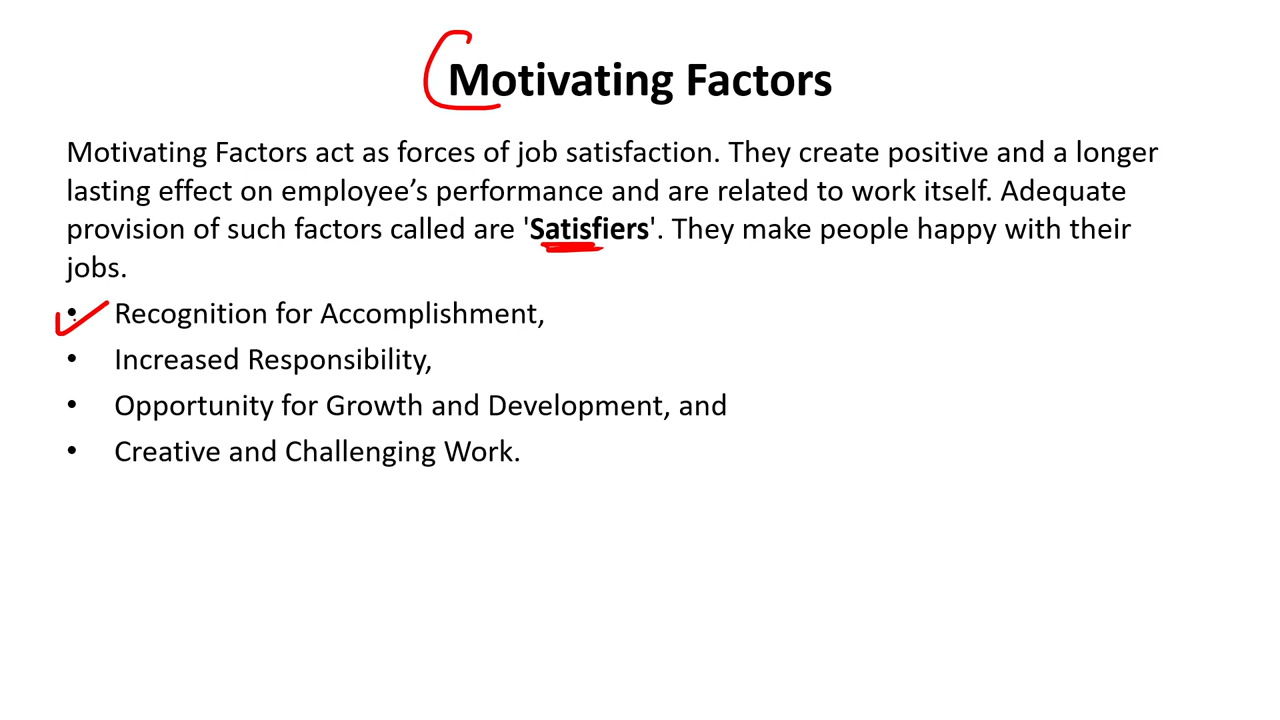 Motivating Factors
Motivating Factors act as forces of job satisfaction. They create positive and a longer
lasting effect on employee’s performance and are related to work itself. Adequate
provision of such factors called are 'Satisfiers'. They make people happy with their
jobs.
• Recognition for Accomplishment,
• Increased Responsibility,
• Opportunity for Growth and Development, and
• Creative and Challenging Work.